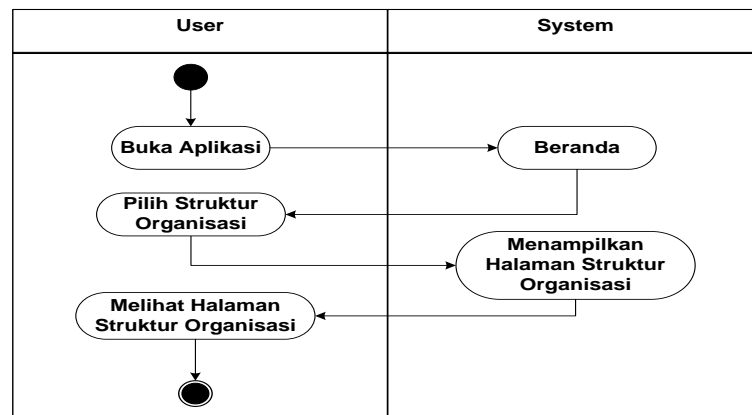 User
System
Buka Aplikasi
Beranda
Pilih Struktur
Organisasi
Menampilkan
Halaman Struktur
Organisasi
Melihat Halaman
Struktur Organisasi